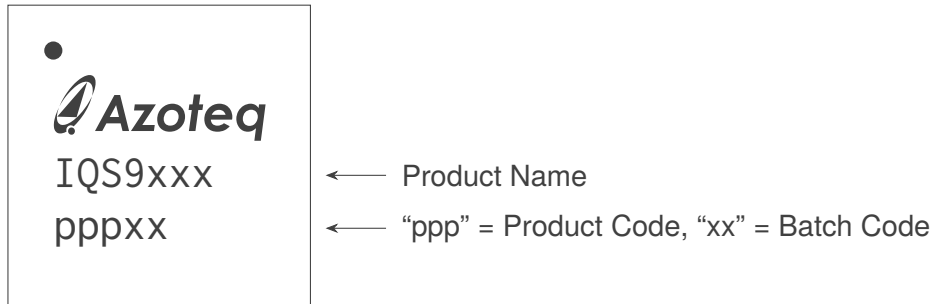 Azoteq
IQS9xxx
Product Name
pppxx
“ppp” = Product Code, “xx” = Batch Code